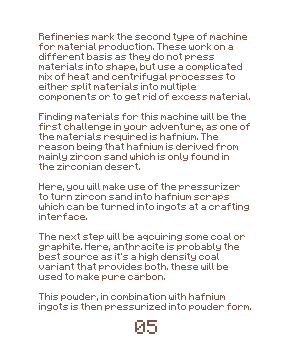 Refineries mark the second type of machine
for material production. These work on a
different basis as they do not press
materials into shape, but use a complicated
mix of heat and centrifugal processes to
either split materials into multiple
components or to get rid of excess material.
Finding materials for this machine will be the
first challenge in your adventure, as one of
the materials required is hafnium. The
reason being that hafnium is derived from
mainly zircon sand which is only found in
the zirconian desert.
Here, you will make use of the pressurizer
to turn zircon sand into hafnium scraps
which can be turned into ingots at a crafting
interface.
The next step will be aqcuiring some coal or
graphite. Here, anthracite is probably the
best source as it's a high density coal
variant that provides both. these will be
used to make pure carbon.
This powder, in combination with hafnium
ingots is then pressurized into powder form.
05